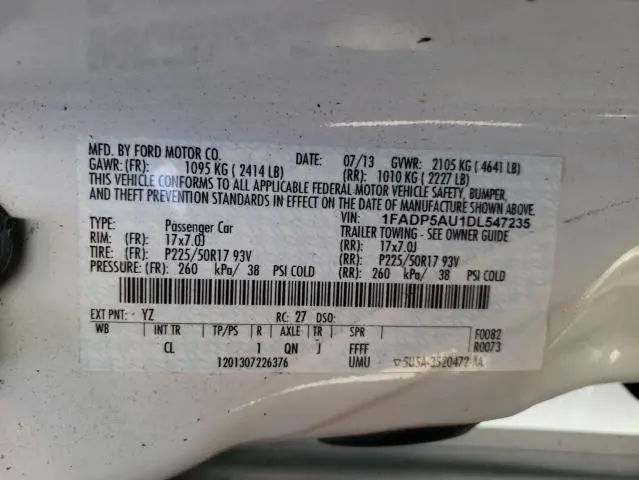 MFD. BY FORD MOTOR CO. DATE: 07/13 GVWR: 2105 KG ( 4641 LB)
GAWR:(FR): 1095 KG ( 2414 LB) (RR): 1010 KG ( 2227 LB)
THIS VEHICLE CONFORMS TO ALL APPLICABLE FEDERAL MOTOR VEHICLE SAFETY, BUMPER,
AND THEFT PREVENTION STANDARDS IN EFFECT ON THE DATE OF MANUFACTURE SHOWN ABOVE.
VIN: 1FADP5AU1DL547235
TYPE: Passenger Car TRAILER TOWING - SEE OWNER GUIDE
RIM: (FR): 17x7.0J (RR): 17x7.0J
TIRE: (FR): P225/50R17 93V (RR): P225/50R17 93V
PRESSURE: (FR): 260 kPa/ 38 PSI COLD (RR): 260 kPa/ 38 PSI COLD
EXT PNT: YZ RC: 27 DSO:
WB INT TR TP/PS R AXLE TR SPR F0082
CL 1 QN J FFFF R0073
1201307226376 UMU ▽5U5A-3520472-AA